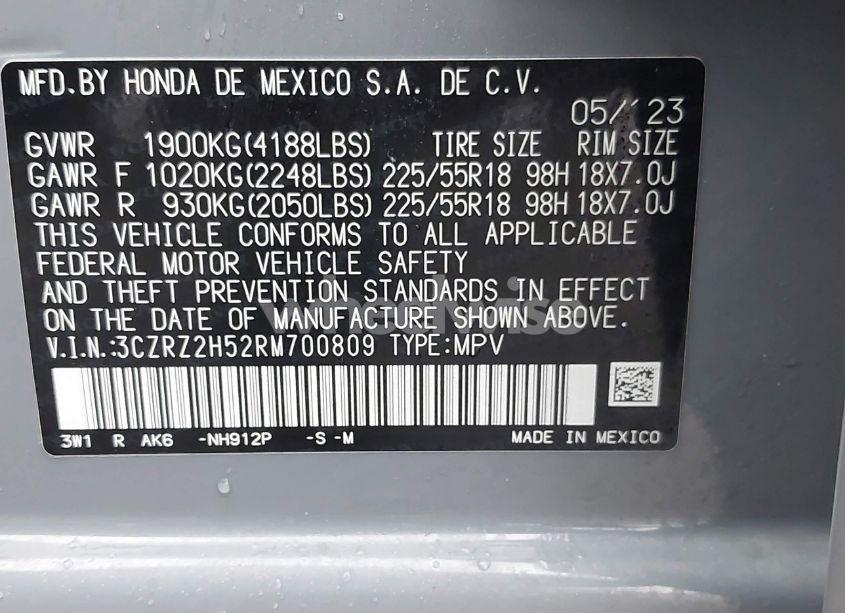 MFD.BY HONDA DE MEXICO S.A. DE C.V.
05/'23
GVWR 1900KG(4188LBS) TIRE SIZE RIM SIZE
GAWR F 1020KG(2248LBS) 225/55R18 98H 18X7.0J
GAWR R 930KG(2050LBS) 225/55R18 98H 18X7.0J
THIS VEHICLE CONFORMS TO ALL APPLICABLE
FEDERAL MOTOR VEHICLE SAFETY
AND THEFT PREVENTION STANDARDS IN EFFECT
ON THE DATE OF MANUFACTURE SHOWN ABOVE.
V.I.N.:3CZRZ2H52RM700809 TYPE:MPV
3W1 R AK6 -NH912P -S -M MADE IN MEXICO